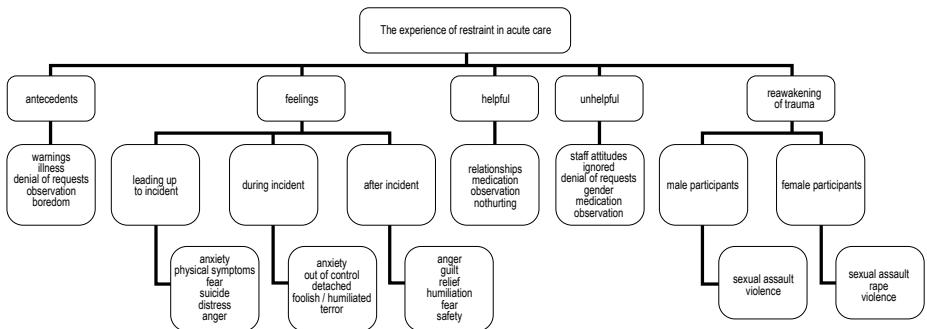 The experience of restraint in acute care
antecedents
feelings
helpful
unhelpful
reawakening
of trauma
warnings
illness
denial of requests
observation
boredom
leading up
to incident
during incident
after incident
relationships
medication
observation
nothurting
staff attitudes
ignored
denial of requests
gender
medication
observation
male participants
female participants
anxiety
physical symptoms
fear
suicide
distress
anger
anxiety
out of control
detached
foolish / humiliated
terror
anger
guilt
relief
humiliation
fear
safety
sexual assault
violence
sexual assault
rape
violence